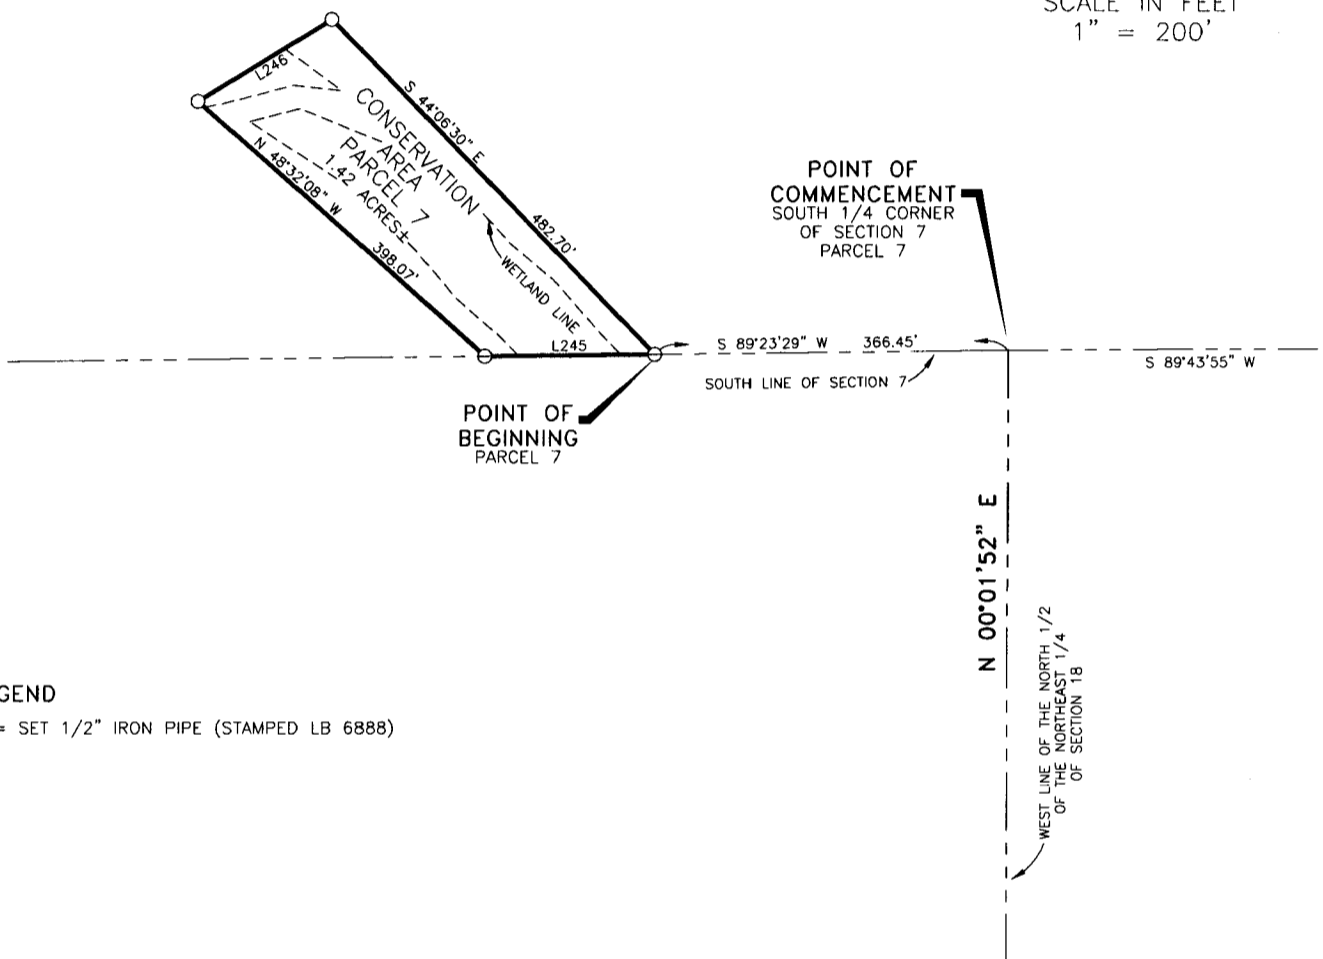 SCALE IN FEET
1" = 200'
L246
S 44°06'30" E
482.70'
CONSERVATION
AREA
PARCEL 7
1.42 ACRES±
N 48°32'08" W
398.07'
WETLAND LINE
L245
POINT OF
COMMENCEMENT
SOUTH 1/4 CORNER
OF SECTION 7
PARCEL 7
S 89°23'29" W 366.45'
SOUTH LINE OF SECTION 7
S 89°43'55" W
POINT OF
BEGINNING
PARCEL 7
N 00°01'52" E
WEST LINE OF THE NORTH 1/2
OF THE NORTHEAST 1/4
OF SECTION 18
GEND
= SET 1/2" IRON PIPE (STAMPED LB 6888)